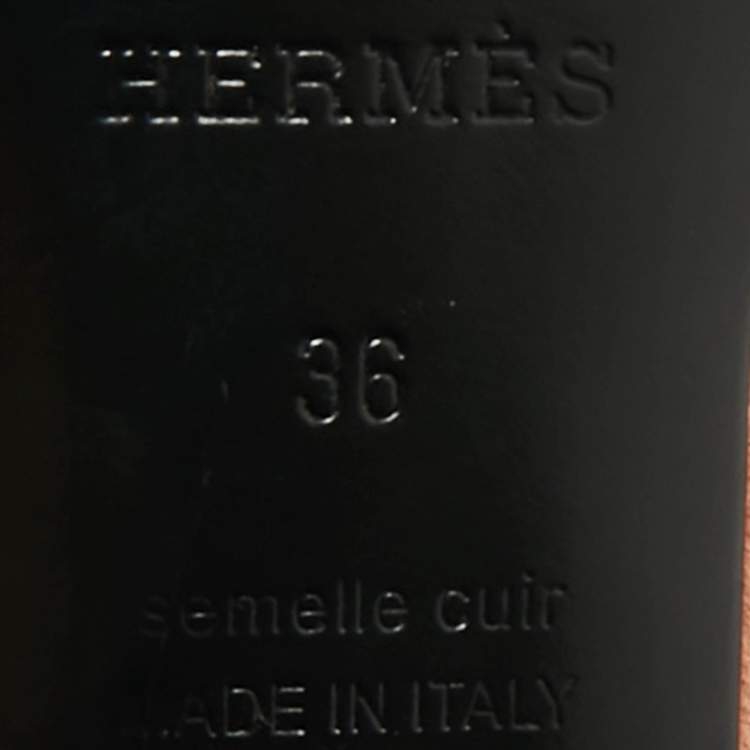 HERMÈS
36
semelle cuir
MADE IN ITALY